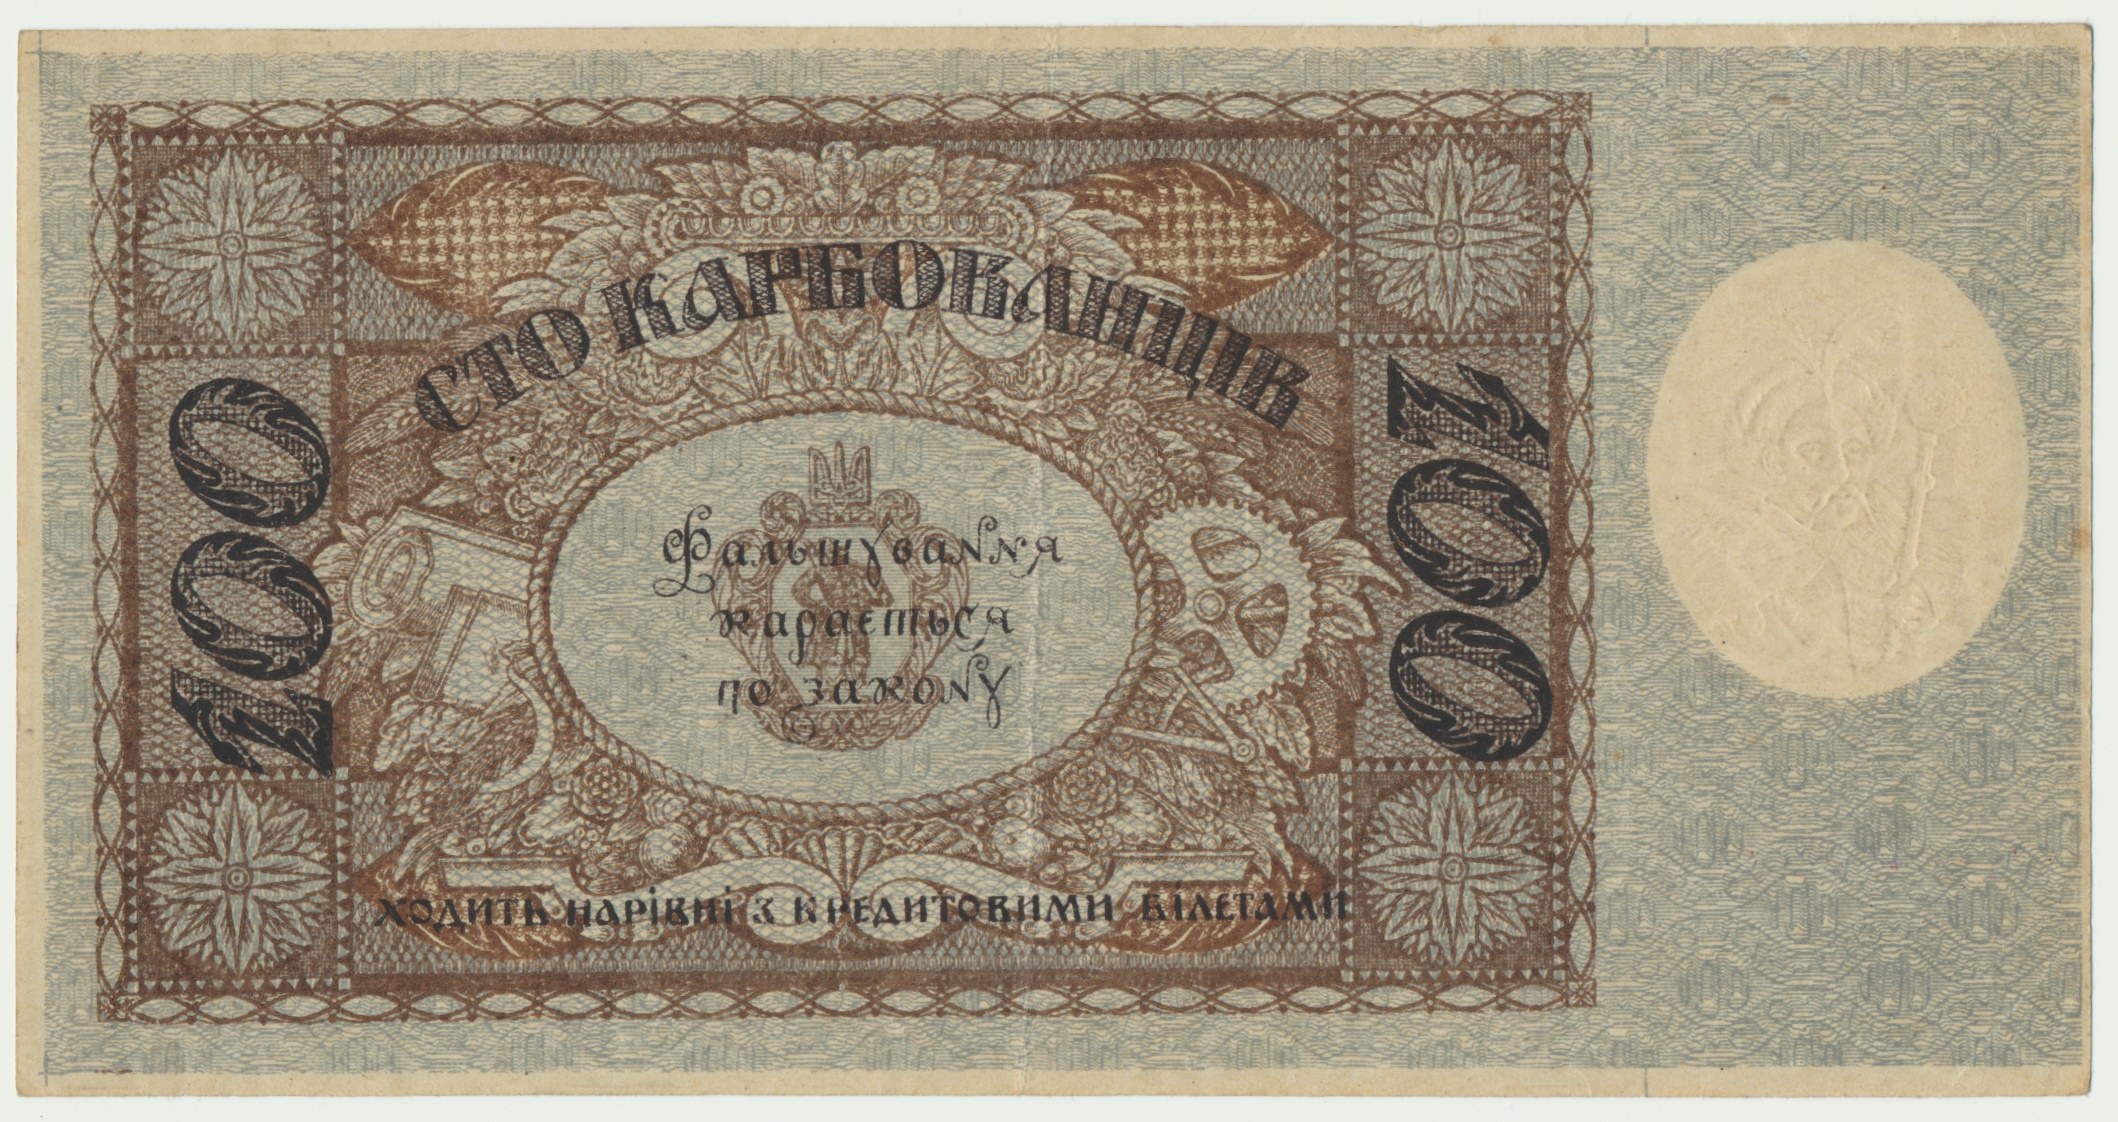 СТО КАРБОВАНЦІВ
100
100
Фальшування
карається
по закону
ХОДИТЬ НАРІВНІ З КРЕДИТОВИМИ БІЛЕТАМИ